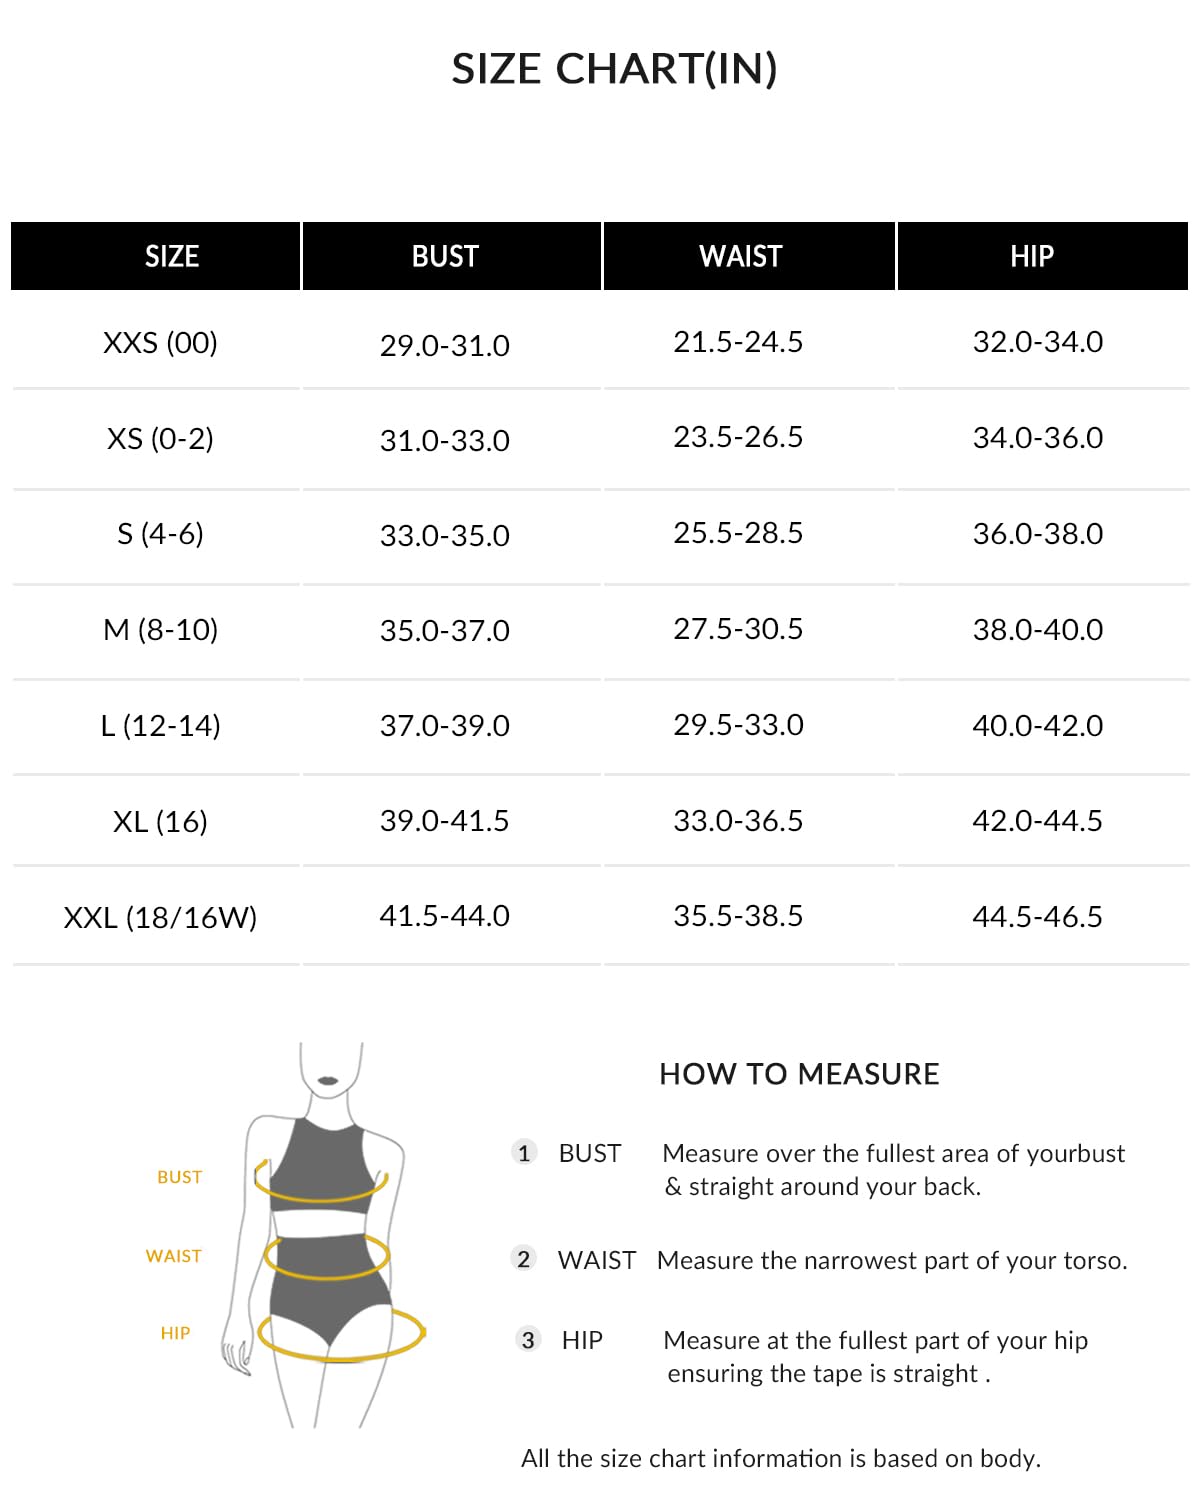 SIZE CHART(IN)
SIZE BUST WAIST HIP
XXS (00) 29.0-31.0 21.5-24.5 32.0-34.0
XS (0-2) 31.0-33.0 23.5-26.5 34.0-36.0
S (4-6) 33.0-35.0 25.5-28.5 36.0-38.0
M (8-10) 35.0-37.0 27.5-30.5 38.0-40.0
L (12-14) 37.0-39.0 29.5-33.0 40.0-42.0
XL (16) 39.0-41.5 33.0-36.5 42.0-44.5
XXL (18/16W) 41.5-44.0 35.5-38.5 44.5-46.5
BUST
WAIST
HIP
HOW TO MEASURE
1 BUST Measure over the fullest area of yourbust
& straight around your back.
2 WAIST Measure the narrowest part of your torso.
3 HIP Measure at the fullest part of your hip
ensuring the tape is straight .
All the size chart information is based on body.